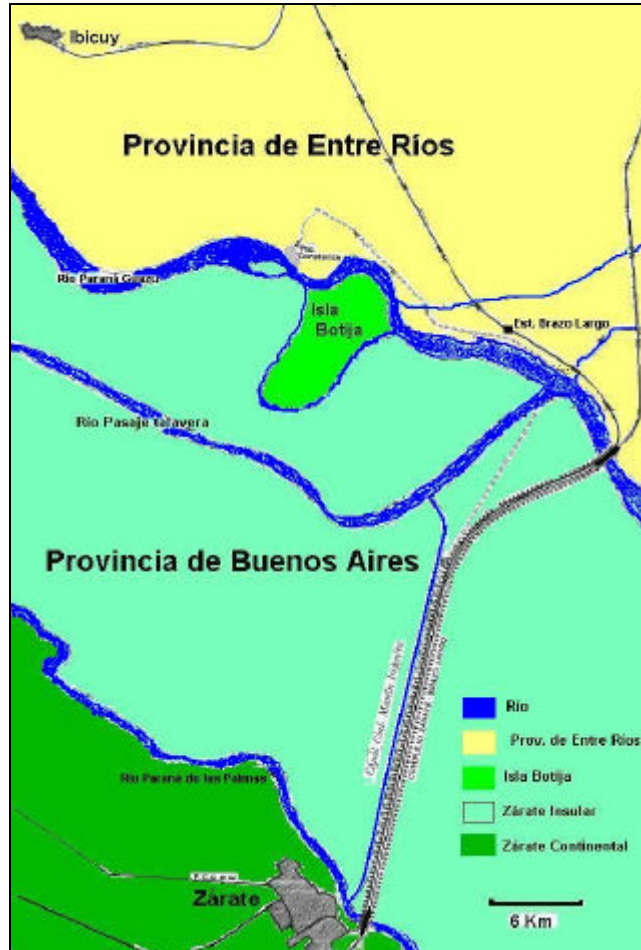 Ibicuy
Provincia de Entre Ríos
Río Paraná Guazú
Isla
Botija
Est. Brazo Largo
Río Pasaje Talavera
Provincia de Buenos Aires
Río
Prov. de Entre Ríos
Isla Botija
Río Paraná de las Palmas
Zárate Insular
Zárate Continental
Zárate
6 Km